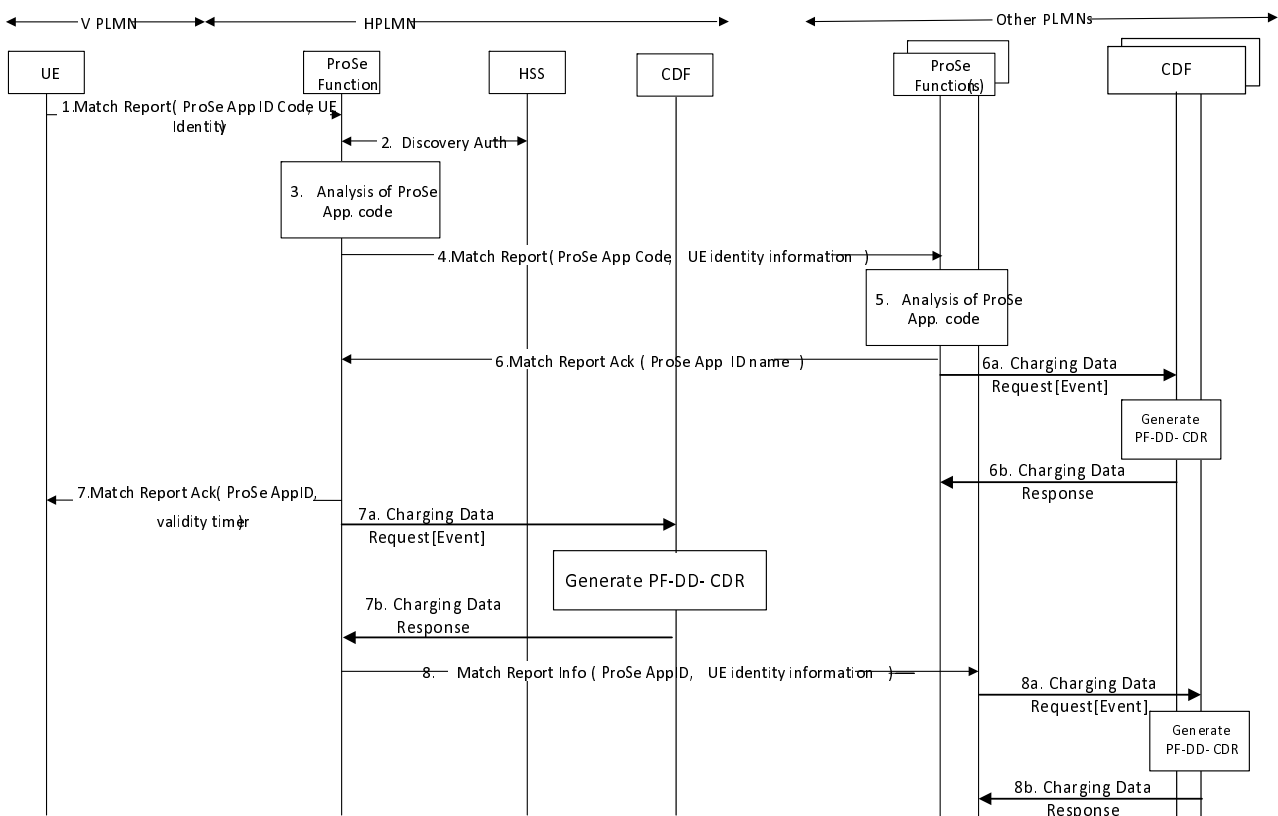 V PLMN
HPLMN
Other PLMNs
UE
ProSe
Function
HSS
CDF
ProSe
Function(s)
CDF
1.Match Report( ProSe App ID Code, UE
Identity)
2. Discovery Auth
3. Analysis of ProSe
App. code
4.Match Report( ProSe App Code, UE identity information )
5. Analysis of ProSe
App. code
6.Match Report Ack ( ProSe App ID name )
6a. Charging Data
Request[Event]
Generate
PF-DD- CDR
6b. Charging Data
Response
7.Match Report Ack( ProSe AppID,
validity timer)
7a. Charging Data
Request[Event]
Generate PF-DD- CDR
7b. Charging Data
Response
8. Match Report Info ( ProSe AppID, UE identity information )
8a. Charging Data
Request[Event]
Generate
PF-DD- CDR
8b. Charging Data
Response